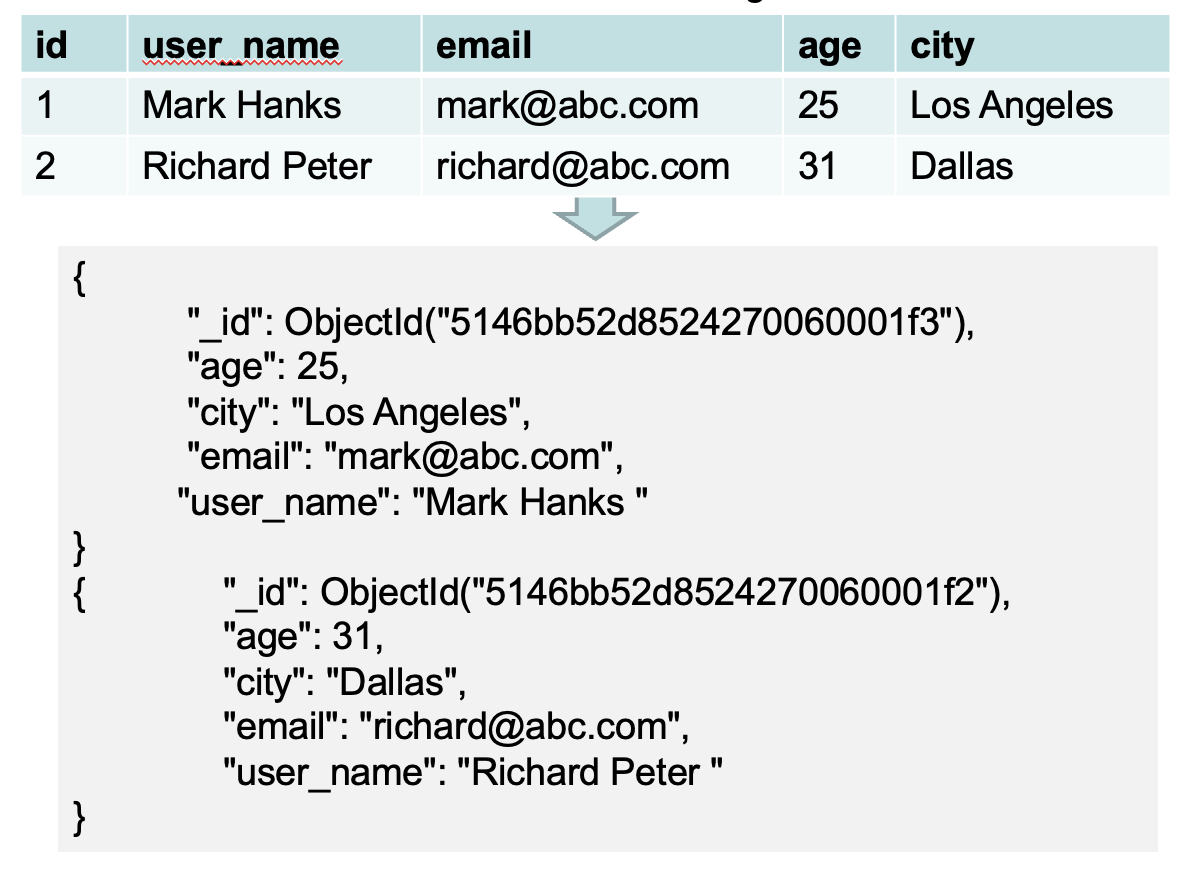 id user_name email age city
1 Mark Hanks mark@abc.com 25 Los Angeles
2 Richard Peter richard@abc.com 31 Dallas
{
"_id": ObjectId("5146bb52d8524270060001f3"),
"age": 25,
"city": "Los Angeles",
"email": "mark@abc.com",
"user_name": "Mark Hanks "
}
{ "_id": ObjectId("5146bb52d8524270060001f2"),
"age": 31,
"city": "Dallas",
"email": "richard@abc.com",
"user_name": "Richard Peter "
}